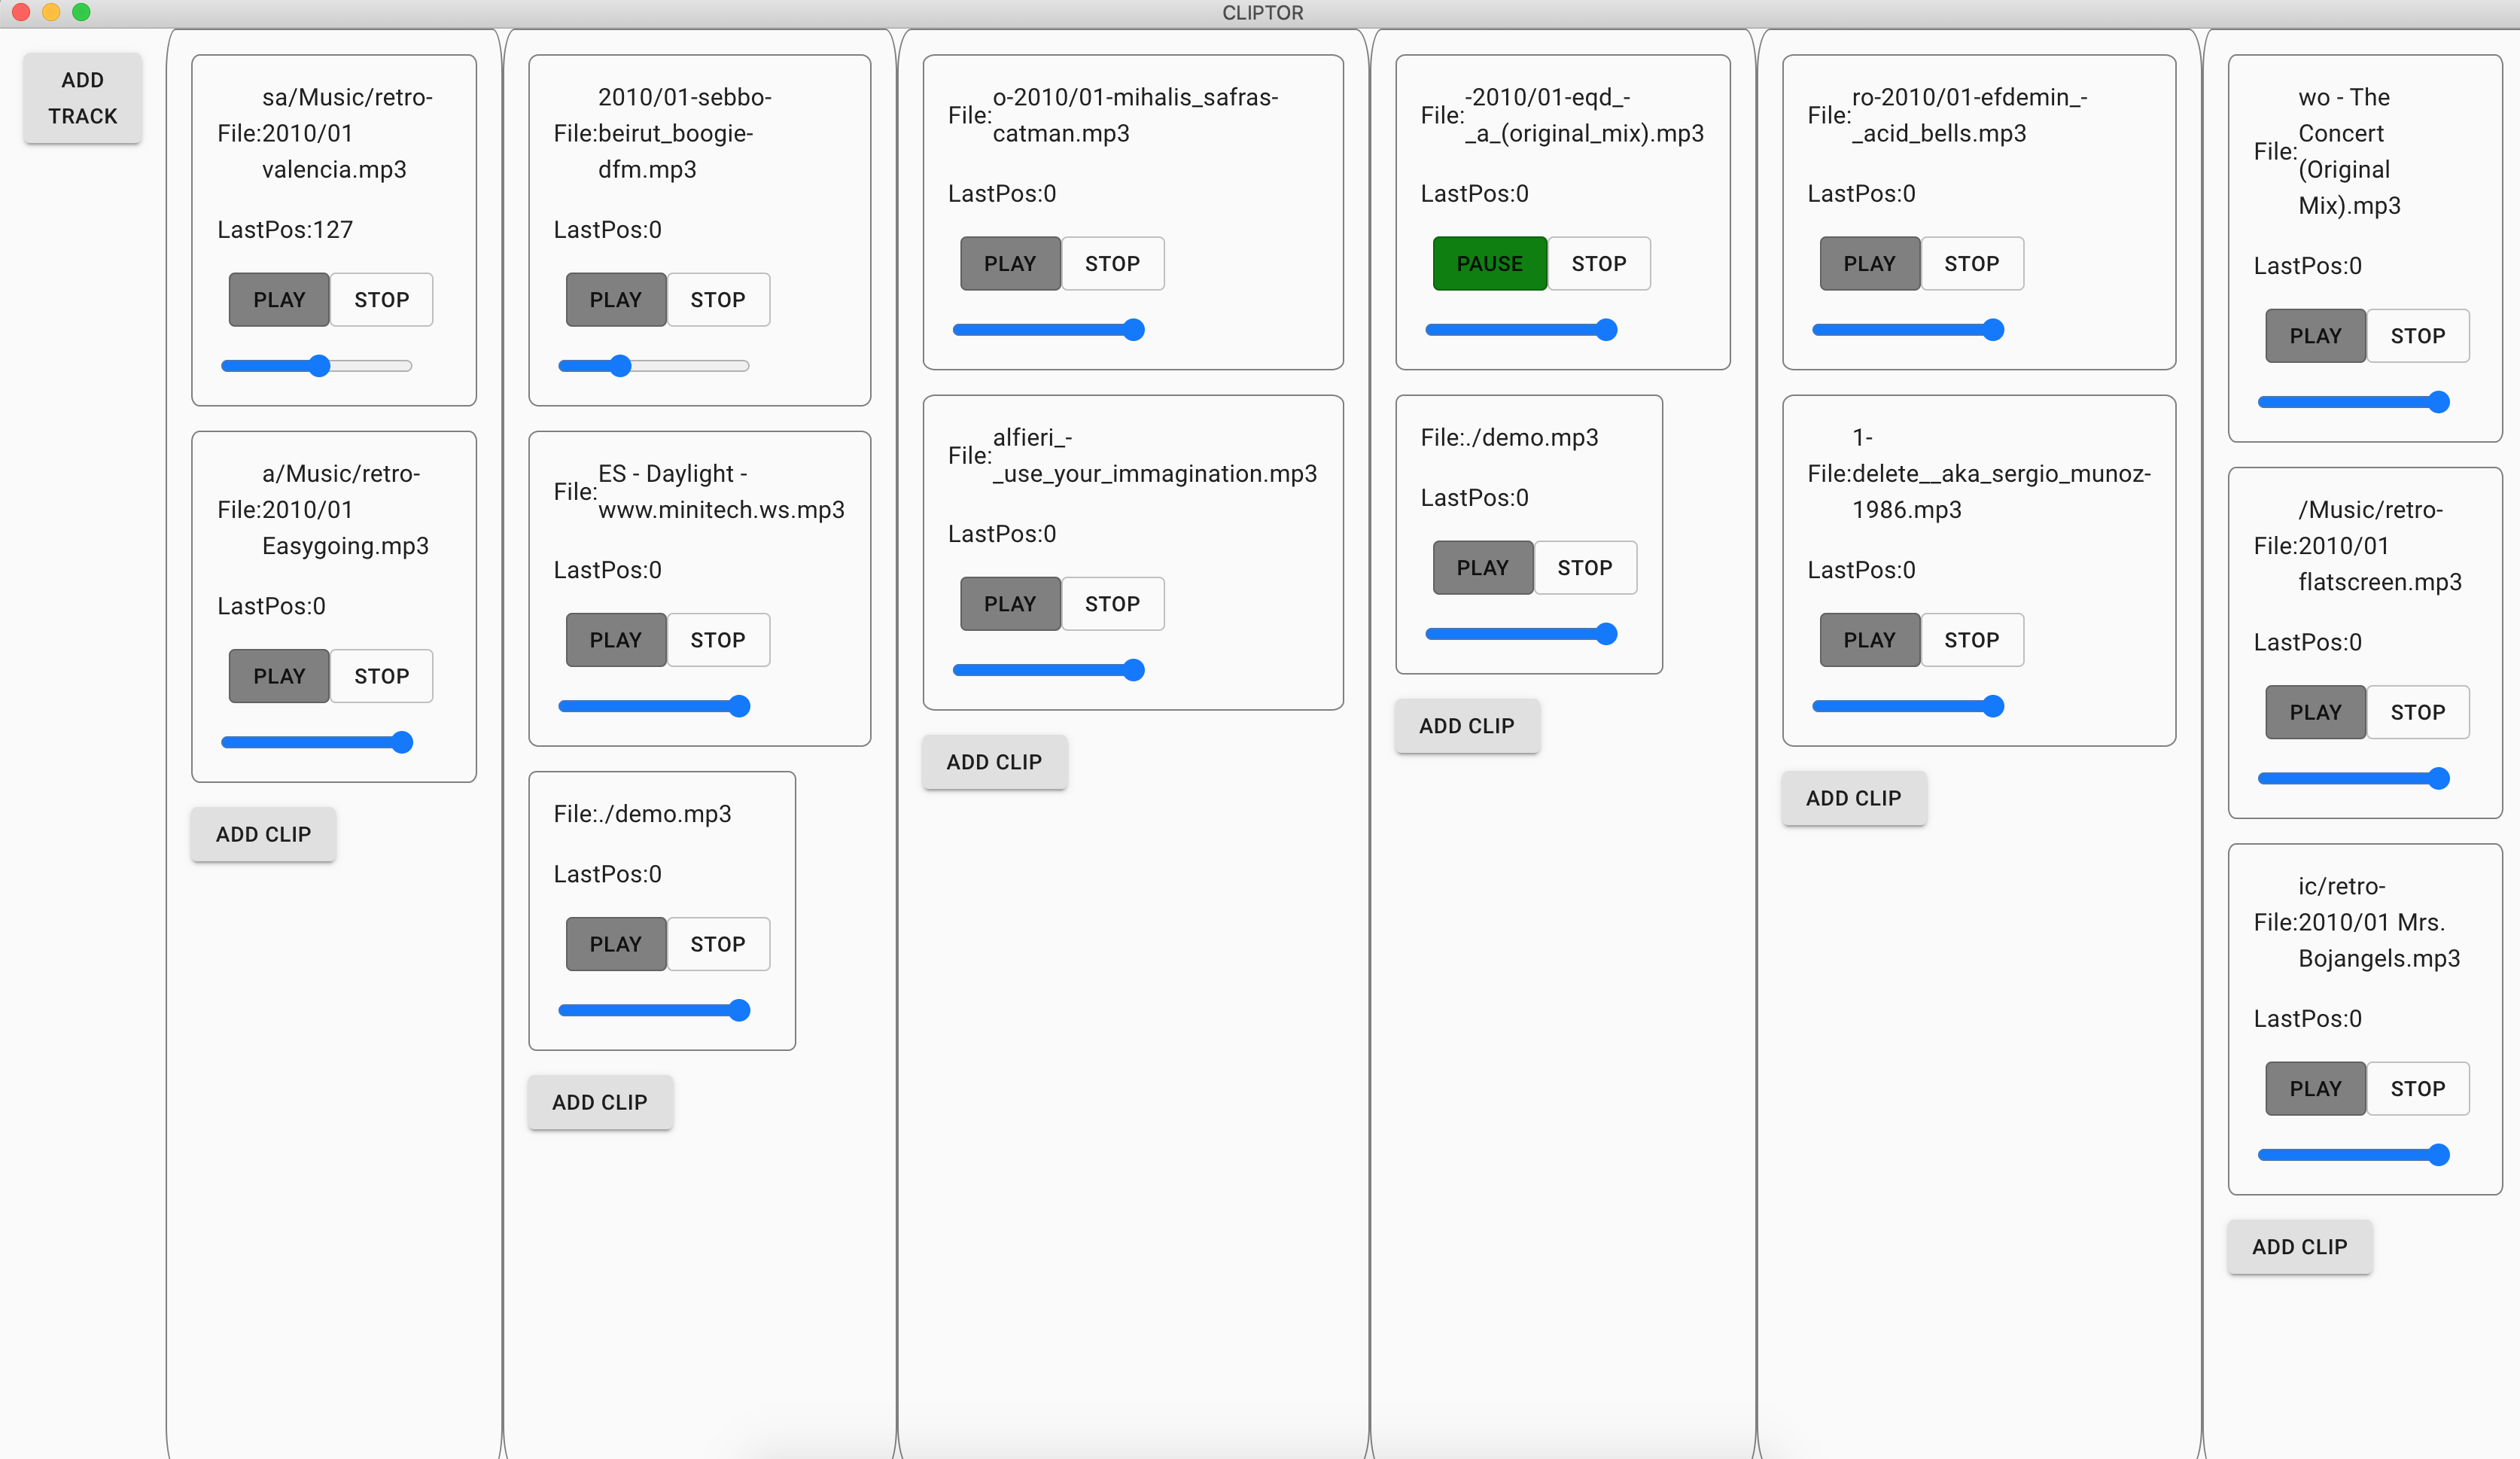 CLIPTOR
ADD
TRACK
sa/Music/retro-
File:2010/01
valencia.mp3
LastPos:127
PLAY STOP
a/Music/retro-
File:2010/01
Easygoing.mp3
LastPos:0
PLAY STOP
ADD CLIP
2010/01-sebbo-
File:beirut_boogie-
dfm.mp3
LastPos:0
PLAY STOP
ES - Daylight -
File:
www.minitech.ws.mp3
LastPos:0
PLAY STOP
File:./demo.mp3
LastPos:0
PLAY STOP
ADD CLIP
o-2010/01-mihalis_safras-
File:
catman.mp3
LastPos:0
PLAY STOP
alfieri_-
File:
_use_your_immagination.mp3
LastPos:0
PLAY STOP
ADD CLIP
-2010/01-eqd_-
File:
_a_(original_mix).mp3
LastPos:0
PAUSE STOP
File:./demo.mp3
LastPos:0
PLAY STOP
ADD CLIP
ro-2010/01-efdemin_-
File:
_acid_bells.mp3
LastPos:0
PLAY STOP
1-
File:delete__aka_sergio_munoz-
1986.mp3
LastPos:0
PLAY STOP
ADD CLIP
wo - The
Concert
File:
(Original
Mix).mp3
LastPos:0
PLAY STOP
/Music/retro-
File:2010/01
flatscreen.mp3
LastPos:0
PLAY STOP
ic/retro-
File:2010/01 Mrs.
Bojangels.mp3
LastPos:0
PLAY STOP
ADD CLIP